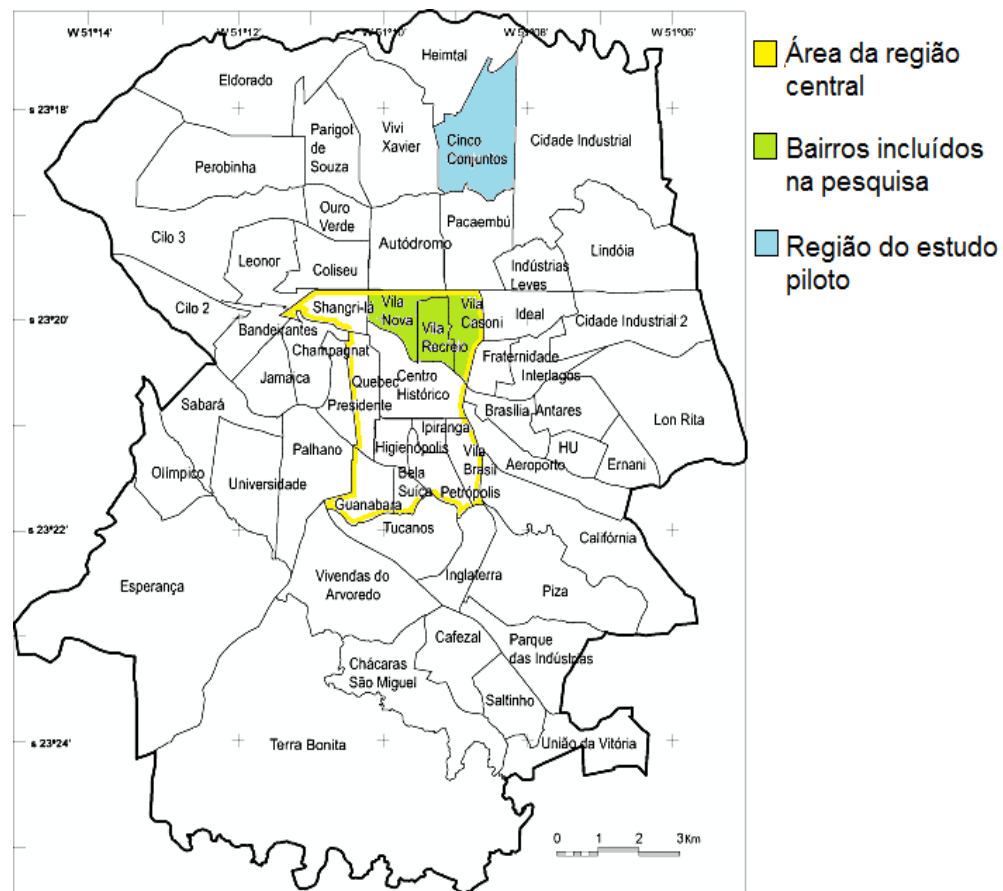 W 51°14'
W 51°12'
W 51°10'
W 51°08'
W 51°06'
Heimtal
Eldorado
s 23°18'
Vivi
Xavier
Parigot
de
Souza
Cinco
Conjuntos
Cidade Industrial
Perobinha
Ouro
Verde
Pacaembú
Cilo 3
Autódromo
Lindóia
Leonor
Coliseu
Indústrias
Leves
Cilo 2
Shangri-lá
Vila
Nova
Vila
Casoni
Ideal
s 23°20'
Cidade Industrial 2
Bandeirantes
Vila
Recreio
Champagnat
Fraternidade
Jamaica
Quebec
Centro
Histórico
Interlagos
Presidente
Sabará
Brasília
Antares
Lon Rita
Ipiranga
Palhano
Higienópolis
Vila
Brasil
HU
Aeroporto
Ernani
Olímpico
Universidade
Bela
Suíça
Petrópolis
Guanabara
s 23°22'
Tucanos
Califórnia
Esperança
Vivendas do
Arvoredo
Inglaterra
Piza
Cafezal
Parque
das Indústrias
Chácaras
São Miguel
Saltinho
s 23°24'
Terra Bonita
União da Vitória
0 1 2 3Km
Área da região
central
Bairros incluídos
na pesquisa
Região do estudo
piloto